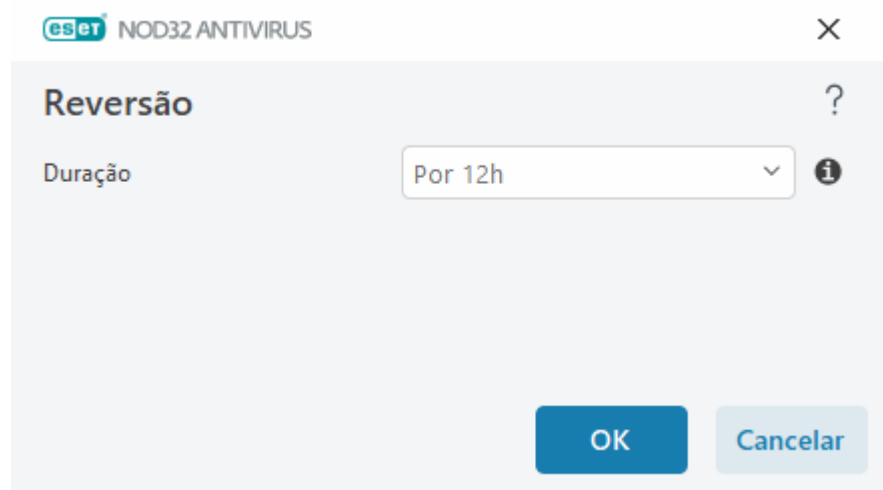 eset NOD32 ANTIVIRUS
Reversão
?
Duração
Por 12h
OK
Cancelar